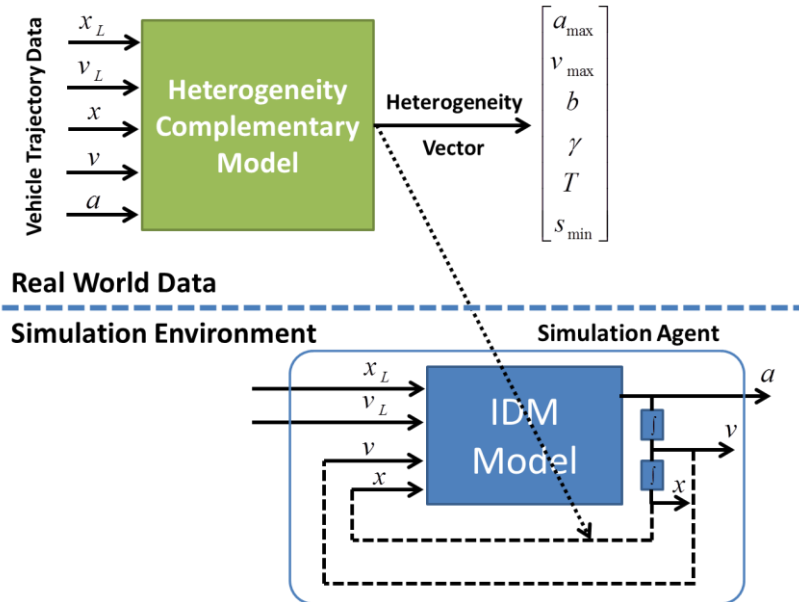 Vehicle Trajectory Data
x_L
v_L
x
v
a
Heterogeneity
Complementary
Model
Heterogeneity
Vector
a_max
v_max
b
γ
T
s_min
Real World Data
Simulation Environment
Simulation Agent
x_L
v_L
v
x
IDM
Model
a
∫
v
∫
x